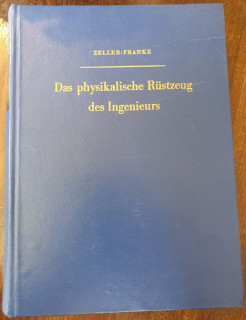 ZELLER-FRANKE
Das physikalische Rüstzeug
des Ingenieurs